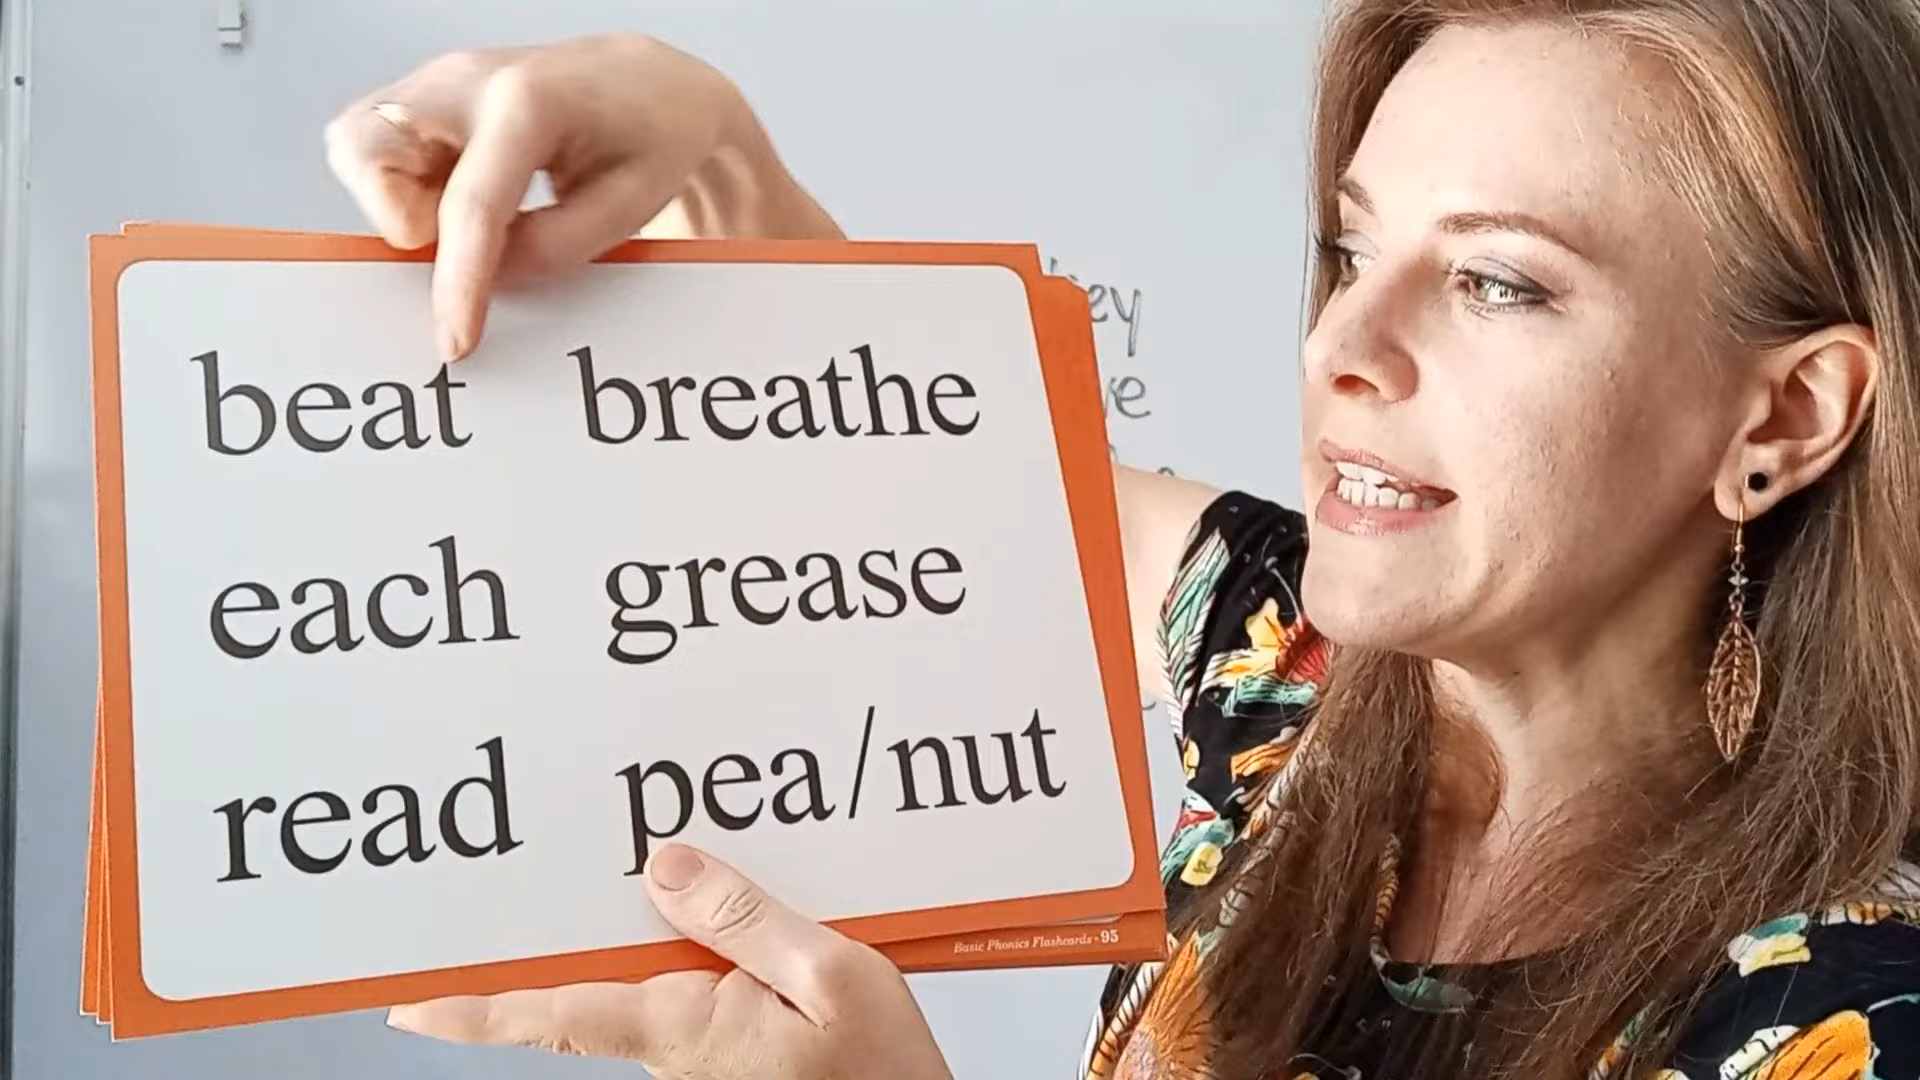 beat breathe
each grease
read pea/nut
Basic Phonics Flashcards • 95